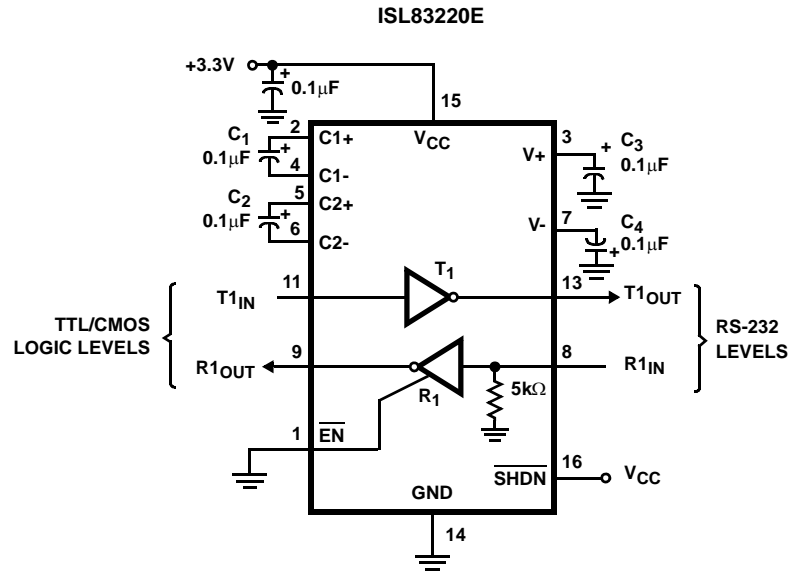 ISL83220E
+3.3V
+
0.1μF
15
VCC
C1
0.1μF
+
2
C1+
4
C1-
C2
0.1μF
+
5
C2+
6
C2-
3
V+
+
C3
0.1μF
7
V-
C4
+
0.1μF
T1
11
T1IN
13
T1OUT
TTL/CMOS
LOGIC LEVELS
RS-232
LEVELS
9
R1OUT
R1
8
R1IN
5kΩ
1
EN
16
SHDN
VCC
GND
14